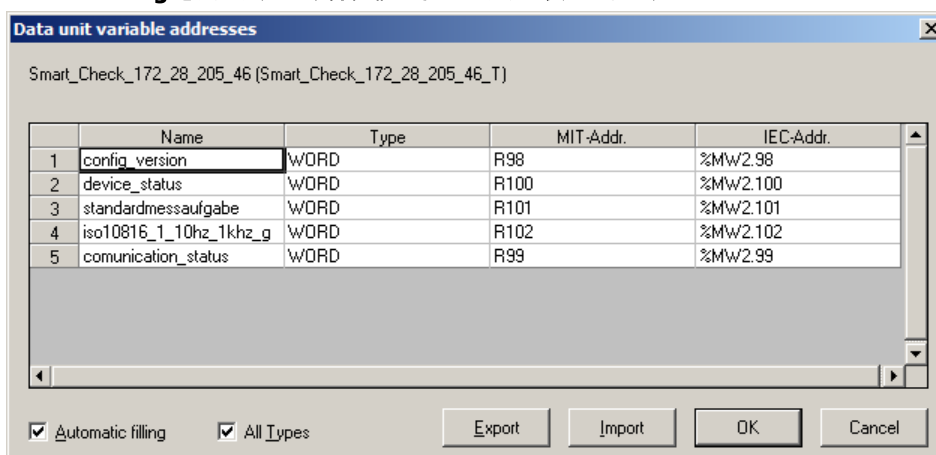 Data unit variable addresses
Smart_Check_172_28_205_46 (Smart_Check_172_28_205_46_T)
Name Type MIT-Addr. IEC-Addr.
1 config_version WORD R98 %MW2.98
2 device_status WORD R100 %MW2.100
3 standardmessaufgabe WORD R101 %MW2.101
4 iso10816_1_10hz_1khz_g WORD R102 %MW2.102
5 comunication_status WORD R99 %MW2.99
Automatic filling All Types Export Import OK Cancel